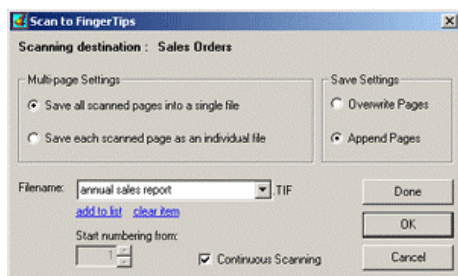 Scan to FingerTips
Scanning destination : Sales Orders
Multi-page Settings
Save all scanned pages into a single file
Save each scanned page as an individual file
Save Settings
Overwrite Pages
Append Pages
Filename: annual sales report .TIF
add to list clear item
Start numbering from:
1
Continuous Scanning
Done
OK
Cancel